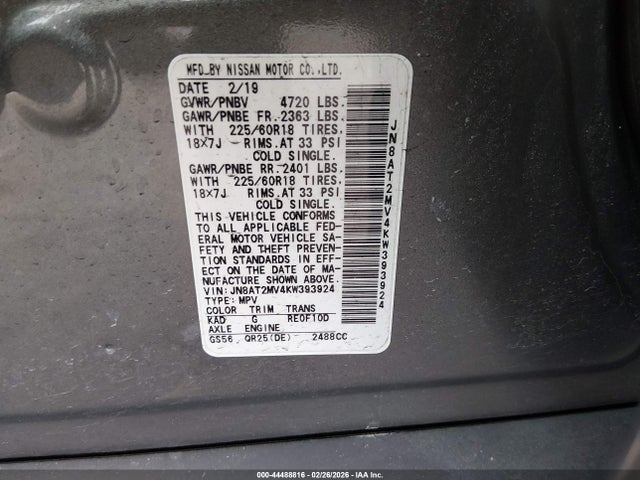 MFD.BY NISSAN MOTOR CO.,LTD.
DATE 2/19
GVWR/PNBV 4720 LBS.
GAWR/PNBE FR.2363 LBS.
WITH 225/60R18 TIRES.
18X7J RIMS.AT 33 PSI
COLD SINGLE.
GAWR/PNBE RR.2401 LBS.
WITH 225/60R18 TIRES.
18X7J RIMS.AT 33 PSI
COLD SINGLE.
THIS VEHICLE CONFORMS
TO ALL APPLICABLE FED-
ERAL MOTOR VEHICLE SA-
FETY AND THEFT PREVEN-
TION STANDARDS IN EFF-
ECT ON THE DATE OF MA-
NUFACTURE SHOWN ABOVE.
VIN: JN8AT2MV4KW393924
TYPE: MPV
COLOR TRIM TRANS
KAD G RE0F10D
AXLE ENGINE
GS56 QR25(DE) 2488CC
JN8AT2MV4KW393924
000-44488816 - 02/26/2026 - IAA Inc.